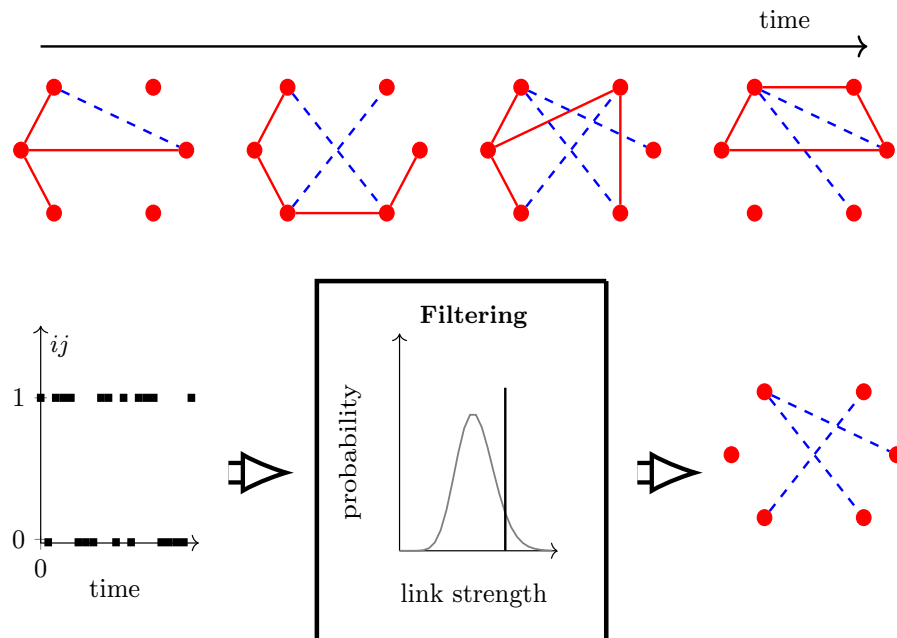 time
Filtering
ij
1
probability
0
0
time
link strength